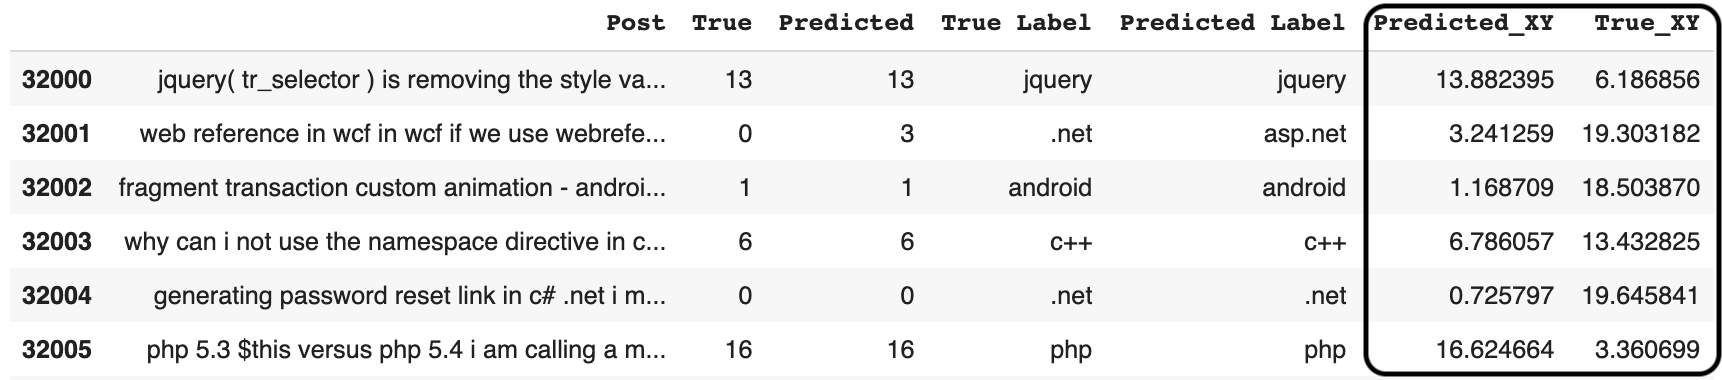 Post True Predicted True Label Predicted Label Predicted_XY True_XY
32000 jquery( tr_selector ) is removing the style va... 13 13 jquery jquery 13.882395 6.186856
32001 web reference in wcf in wcf if we use webrefe... 0 3 .net asp.net 3.241259 19.303182
32002 fragment transaction custom animation - androi... 1 1 android android 1.168709 18.503870
32003 why can i not use the namespace directive in c... 6 6 c++ c++ 6.786057 13.432825
32004 generating password reset link in c# .net i m... 0 0 .net .net 0.725797 19.645841
32005 php 5.3 $this versus php 5.4 i am calling a m... 16 16 php php 16.624664 3.360699